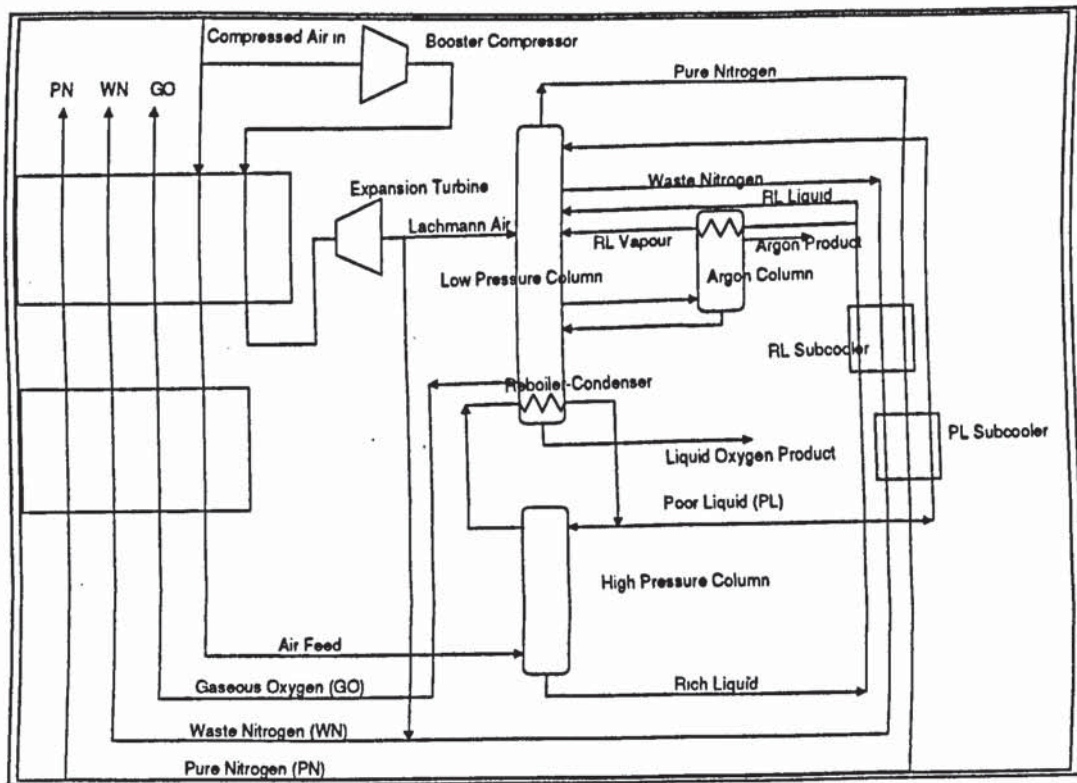 Compressed Air in
Booster Compressor
Pure Nitrogen
PN
WN
GO
Waste Nitrogen
Expansion Turbine
RL Liquid
Lachmann Air
RL Vapour
Argon Product
Low Pressure Column
Argon Column
RL Subcooler
Reboiler-Condenser
PL Subcooler
Liquid Oxygen Product
Poor Liquid (PL)
High Pressure Column
Air Feed
Gaseous Oxygen (GO)
Rich Liquid
Waste Nitrogen (WN)
Pure Nitrogen (PN)